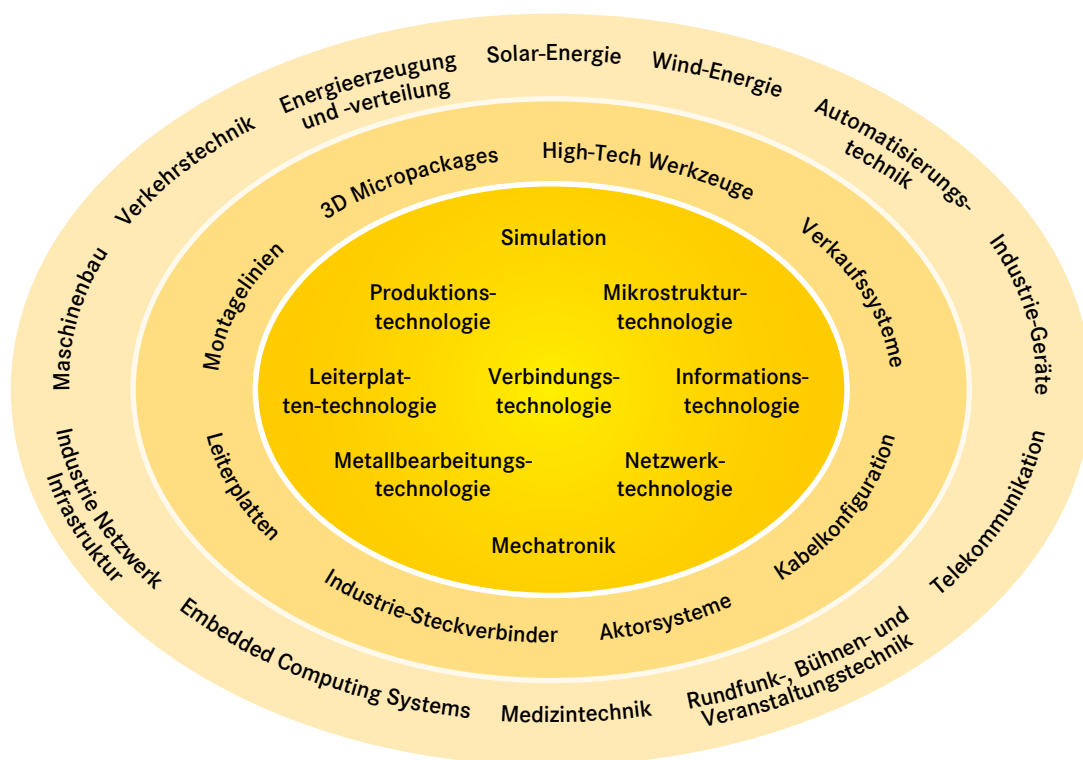 Solar-Energie
Wind-Energie
Energieerzeugung
und -verteilung
Automatisierungs-
technik
Verkehrstechnik
Industrie-Geräte
Maschinenbau
Telekommunikation
Industrie Netzwerk
Infrastruktur
Embedded Computing Systems
Medizintechnik
Rundfunk-, Bühnen- und
Veranstaltungstechnik
3D Micropackages
High-Tech Werkzeuge
Montagelinien
Verkaufssysteme
Leiterplatten
Kabelkonfiguration
Industrie-Steckverbinder
Aktorsysteme
Simulation
Produktions-
technologie
Mikrostruktur-
technologie
Leiterplat-
ten-technologie
Verbindungs-
technologie
Informations-
technologie
Metallbearbeitungs-
technologie
Netzwerk-
technologie
Mechatronik